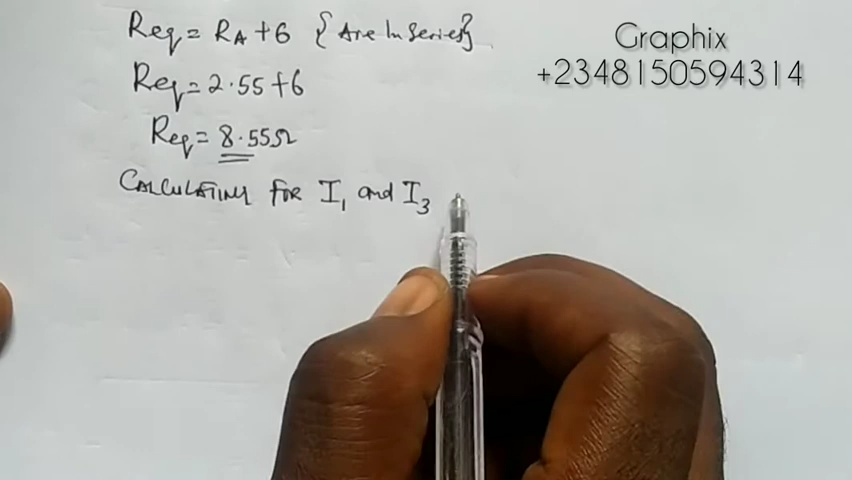 Req = RA + 6 {Are In Series}
Req = 2.55 + 6
Req = 8.55Ω
CALCULATING FOR I1 and I3
Graphix
+2348150594314